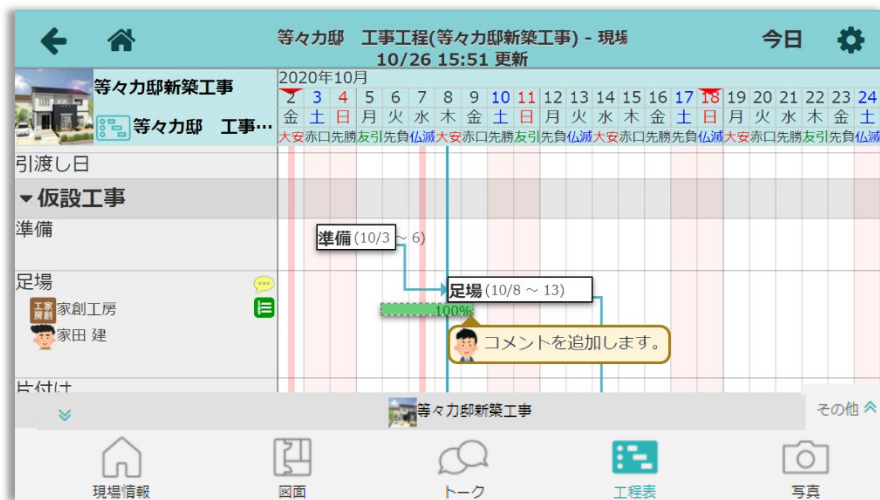 等々力邸 工事工程(等々力邸新築工事) - 現場
10/26 15:51 更新
今日
等々力邸新築工事
等々力邸 工事…
2020年10月
2 3 4 5 6 7 8 9 10 11 12 13 14 15 16 17 18 19 20 21 22 23 24
金 土 日 月 火 水 木 金 土 日 月 火 水 木 金 土 日 月 火 水 木 金 土
大安 赤口 先勝 友引 先負 仏滅 大安 赤口 先勝 友引 先負 仏滅 大安 赤口 先勝 友引 先負 仏滅 大安 赤口 先勝 先負 仏滅
引渡し日
▼仮設工事
準備
準備 (10/3 ~ 6)
足場
足場 (10/8 ~ 13)
工家
房創
家創工房
100%
家田 建
コメントを追加します。
片付け
等々力邸新築工事
その他
現場情報
図面
トーク
工程表
写真